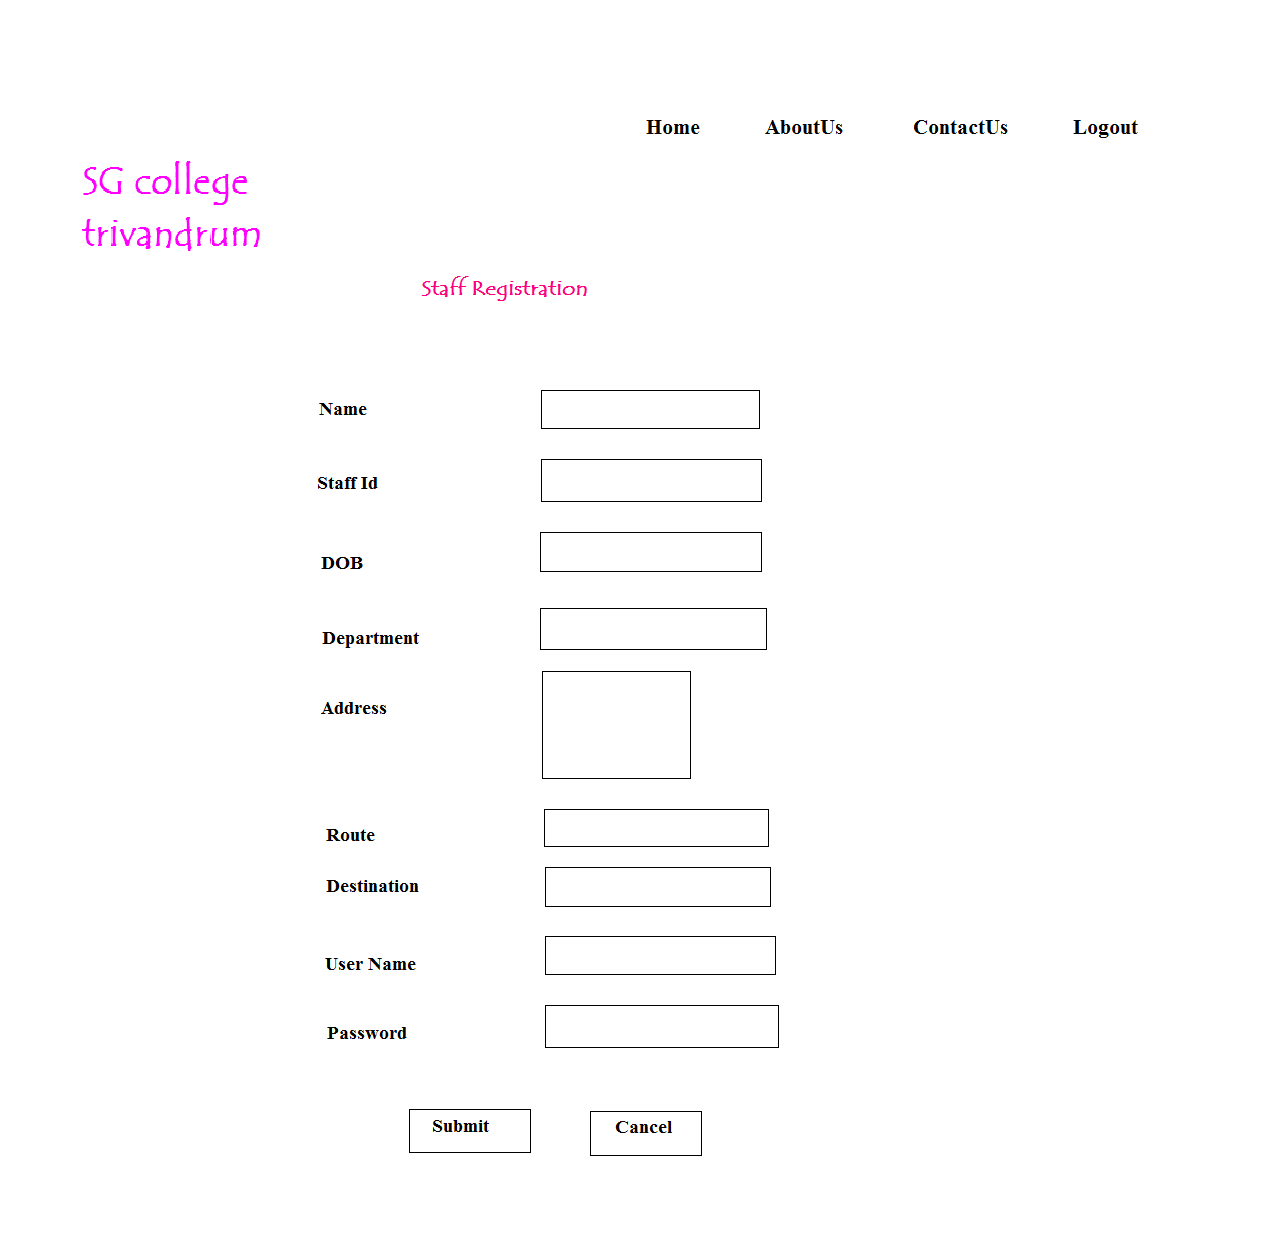 Home AboutUs ContactUs Logout
SG college
trivandrum
Staff Registration
Name
Staff Id
DOB
Department
Address
Route
Destination
User Name
Password
Submit Cancel